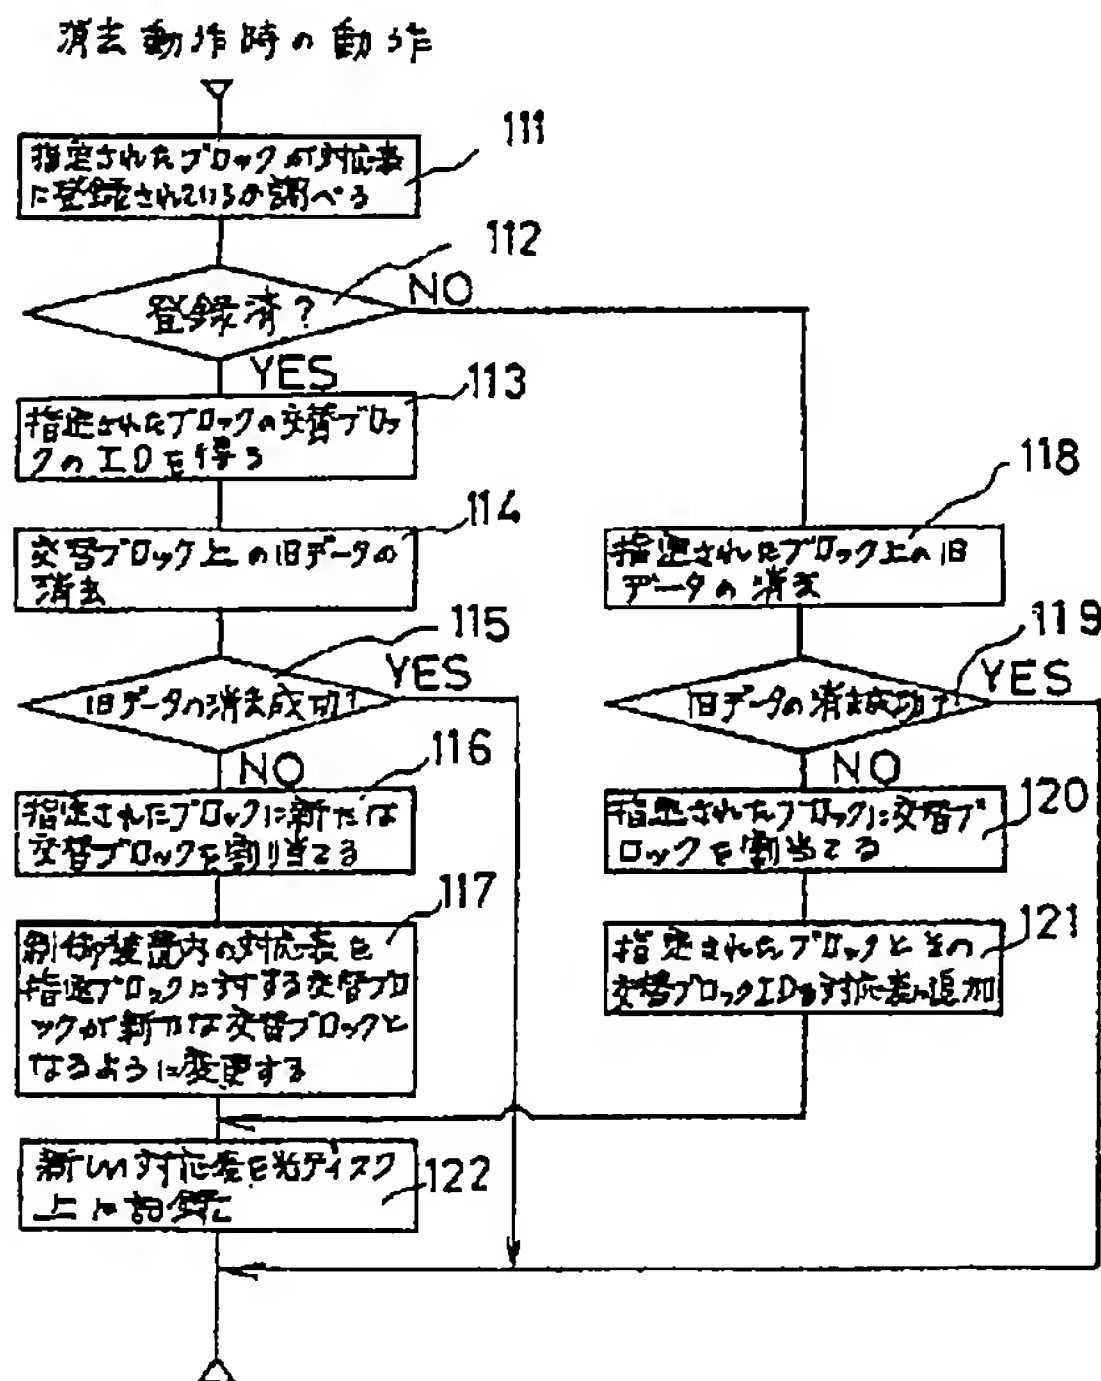 消去動作時の動作
111
指定されたブロックが対応表
に登録されているか調べる
112
登録済?
NO
YES
113
指定されたブロックの交替ブロッ
クのIDを得る
114
交替ブロック上の旧データの
消去
115
旧データの消去成功?
YES
NO
116
指定されたブロックに新たな
交替ブロックを割り当てる
117
制御装置内の対応表を
指定ブロックに対する交替ブロ
ックが新たな交替ブロックと
なるように変更する
118
指定されたブロック上の旧
データの消去
119
旧データの消去成功?
YES
NO
120
指定されたブロックに交替ブ
ロックを割当てる
121
指定されたブロックとその
交替ブロックIDを対応表に追加
122
新しい対応表を光ディスク
上に記録